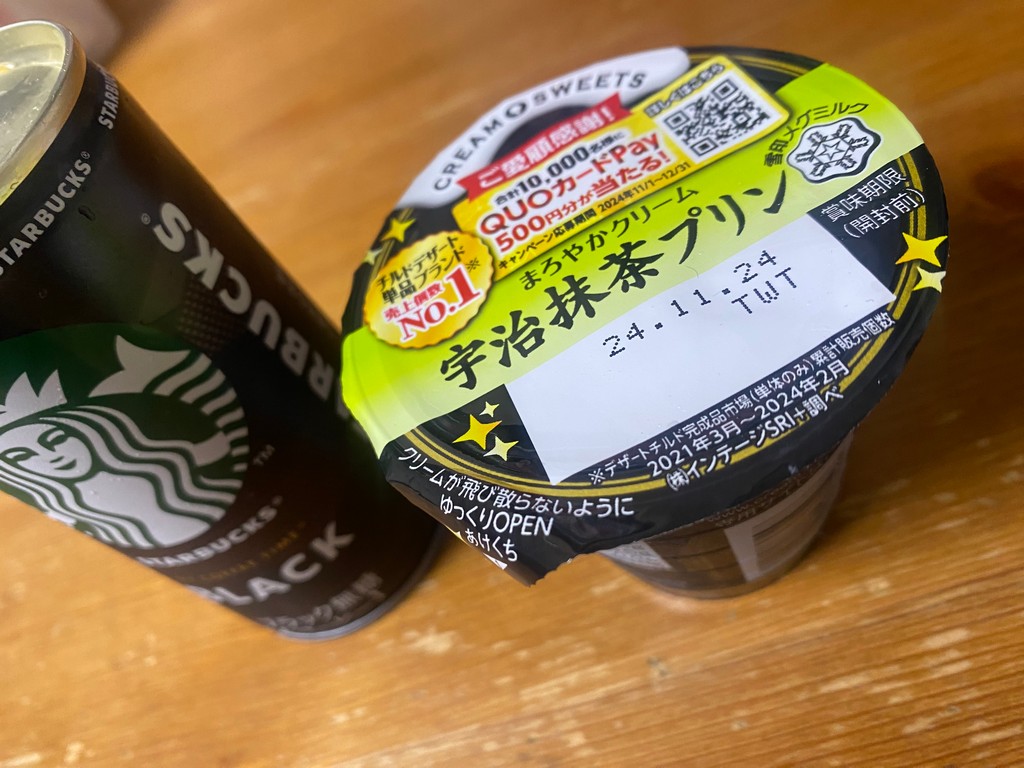 STARBUCKS®
STARBUCKS®
STARBUCKS®
STARBUCKS®
BLACK
CREAM SWEETS
ご愛顧感謝!
合計10,000名様に
QUOカードPay
500円分が当たる!
キャンペーン応募期間 2024年11/1~12/31
詳しくはこちら
雪印メグミルク
チルドデザート
単品ブランド※
売上個数
No.1
まろやかクリーム
宇治抹茶プリン
賞味期限
(開封前)
24.11.24
TWT
※デザートチルド完成品市場(単体のみ)累計販売個数
2021年3月~2024年2月
㈱インテージSRI+調べ
クリームが飛び散らないように
ゆっくりOPEN
あけくち